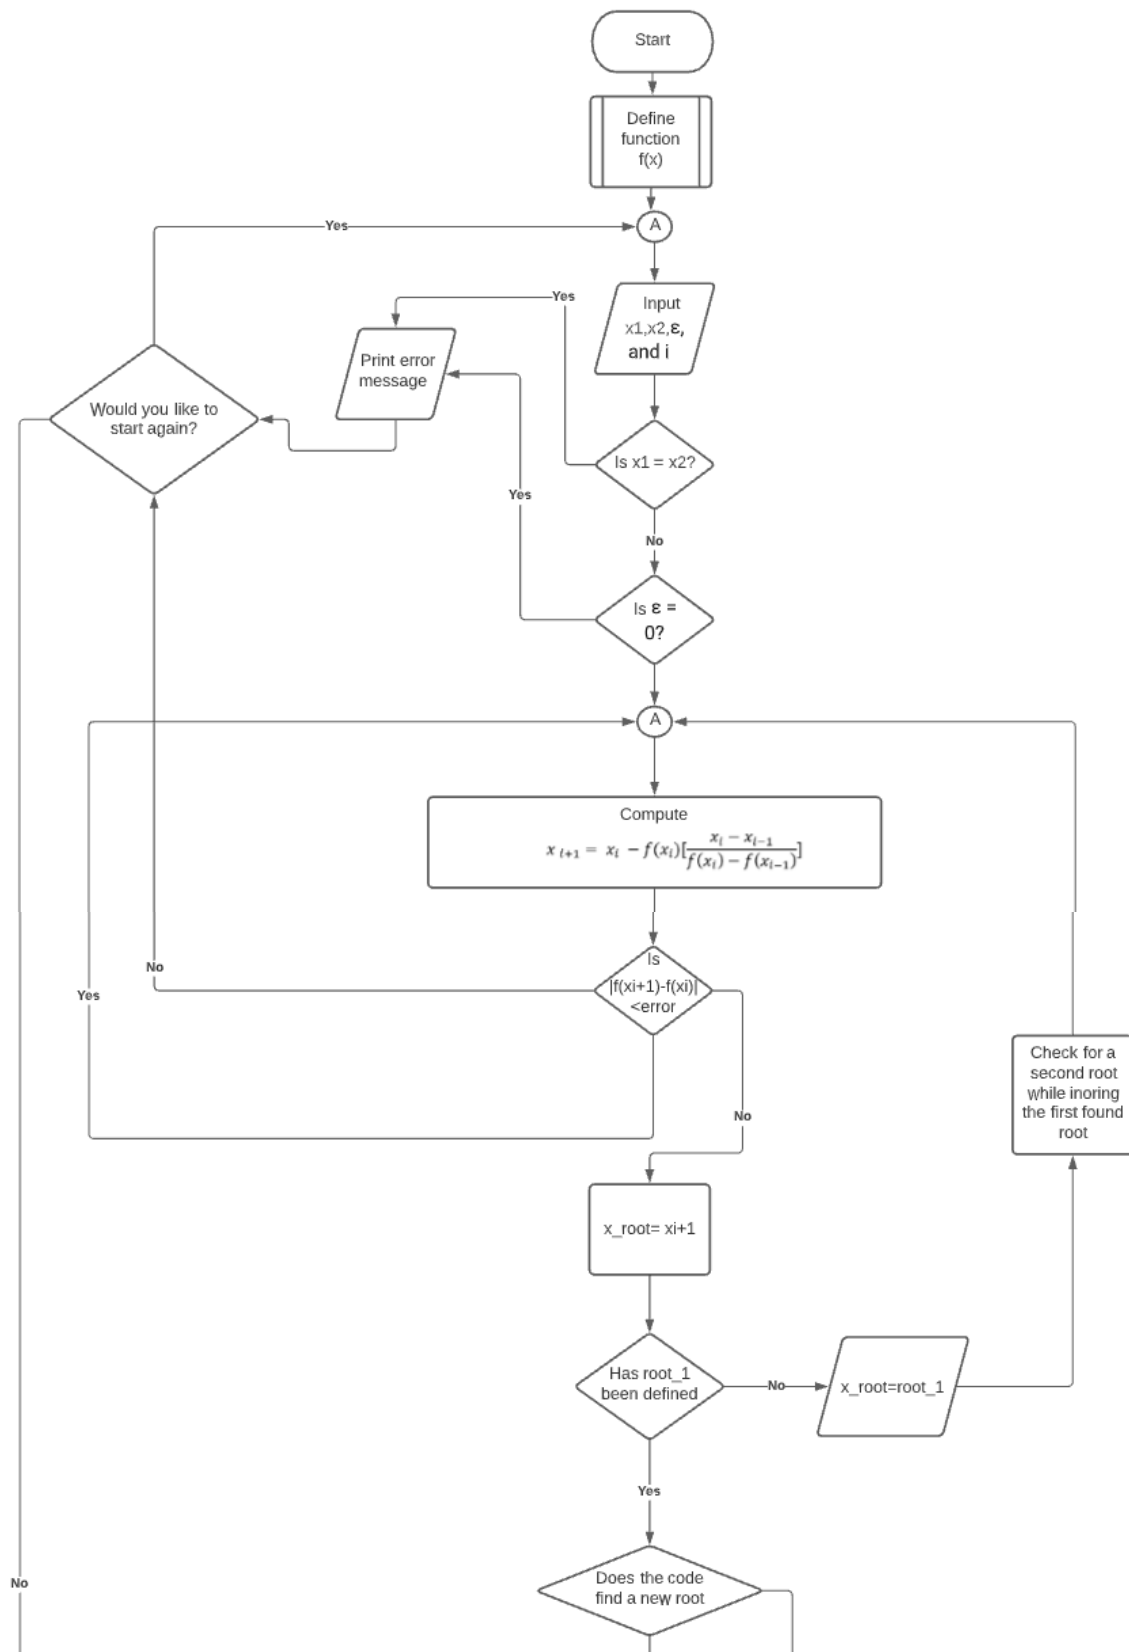 Start
Define
function
f(x)
Yes
A
Yes
Input
x1,x2,ε,
and i
Print error
message
Would you like to
start again?
Is x1 = x2?
Yes
No
Is ε =
0?
A
Compute
x i+1 = xi − f(xi)[xi − xi−1 / f(xi) − f(xi−1)]
Is
|f(xi+1)-f(xi)|
<error
No
Yes
No
Check for a
second root
while inoring
the first found
root
x_root= xi+1
Has root_1
been defined
No
x_root=root_1
Yes
Does the code
find a new root
No